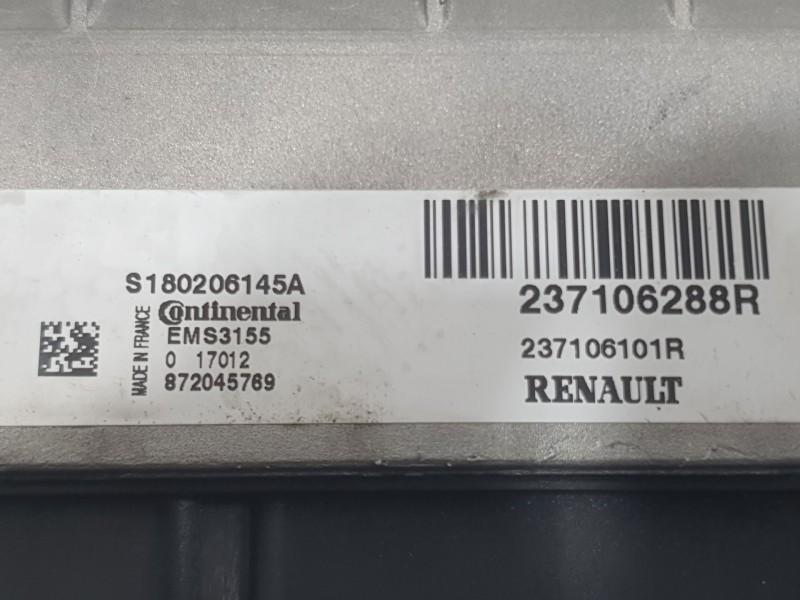 S180206145A
Continental
EMS3155
0 17012
872045769
MADE IN FRANCE
237106288R
237106101R
RENAULT